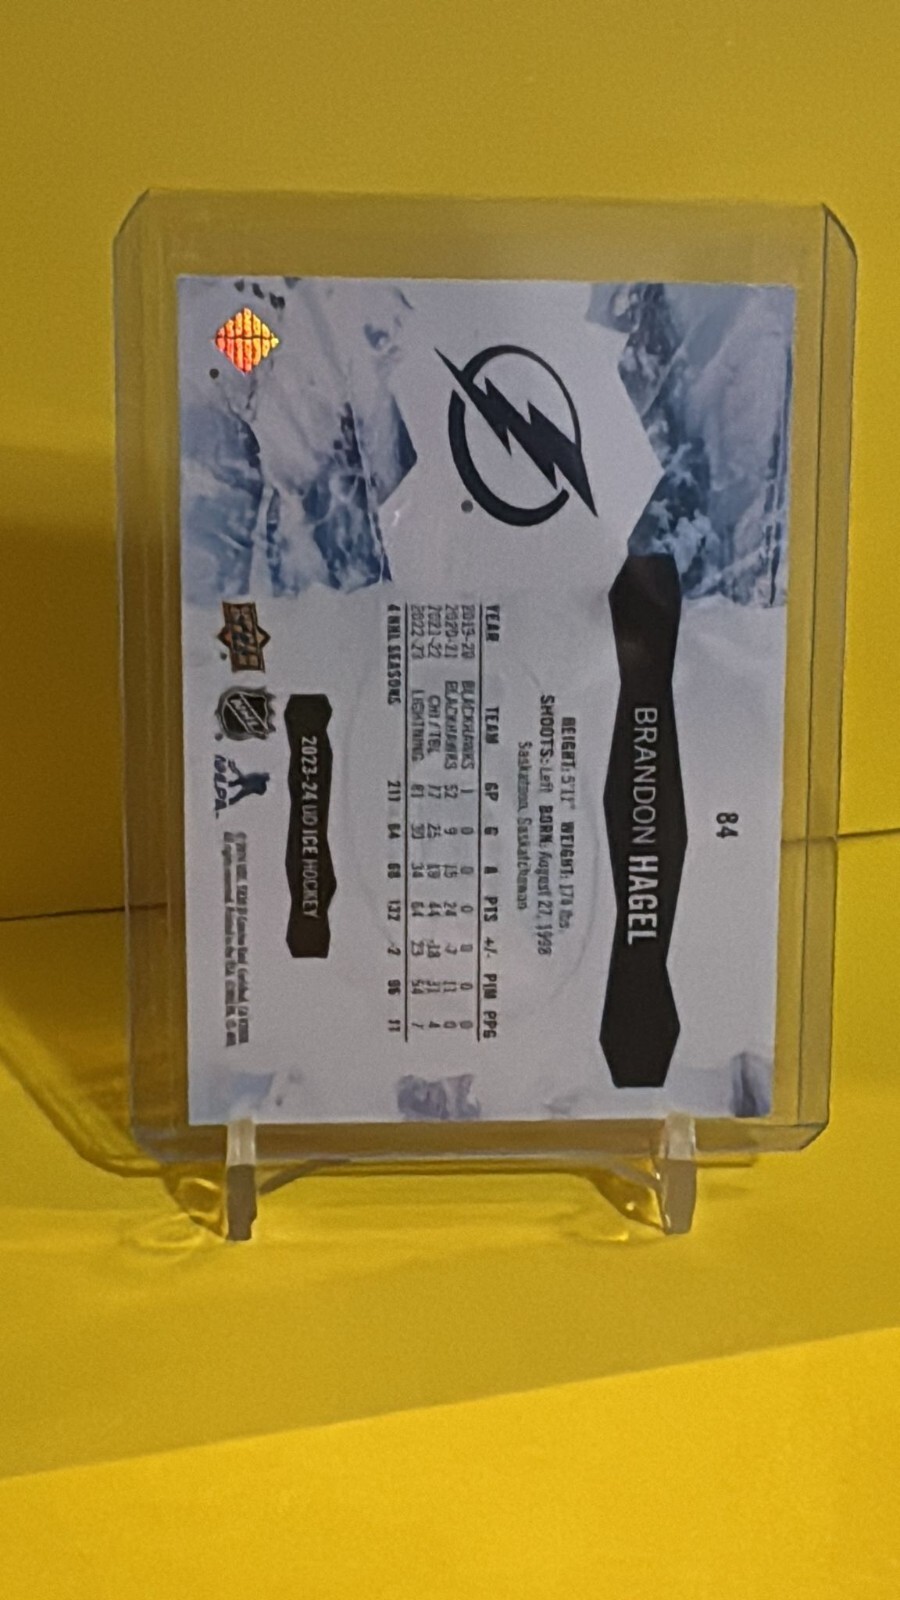 84
BRANDON HAGEL
HEIGHT: 5'11" WEIGHT: 174 lbs.
SHOOTS: Left BORN: August 27, 1998
Saskatoon, Saskatchewan
YEAR TEAM GP G A PTS +/- PIM PPG
2019-20 BLACKHAWKS 1 0 0 0 0 0 0
2020-21 BLACKHAWKS 52 9 15 24 -7 11 0
2021-22 CHI / TBL 77 25 19 44 -18 31 4
2022-23 LIGHTNING 81 30 34 64 23 54 7
4 NHL SEASONS 211 64 68 132 -2 96 11
2023-24 UD ICE HOCKEY
UPPER DECK
NHL
NHLPA